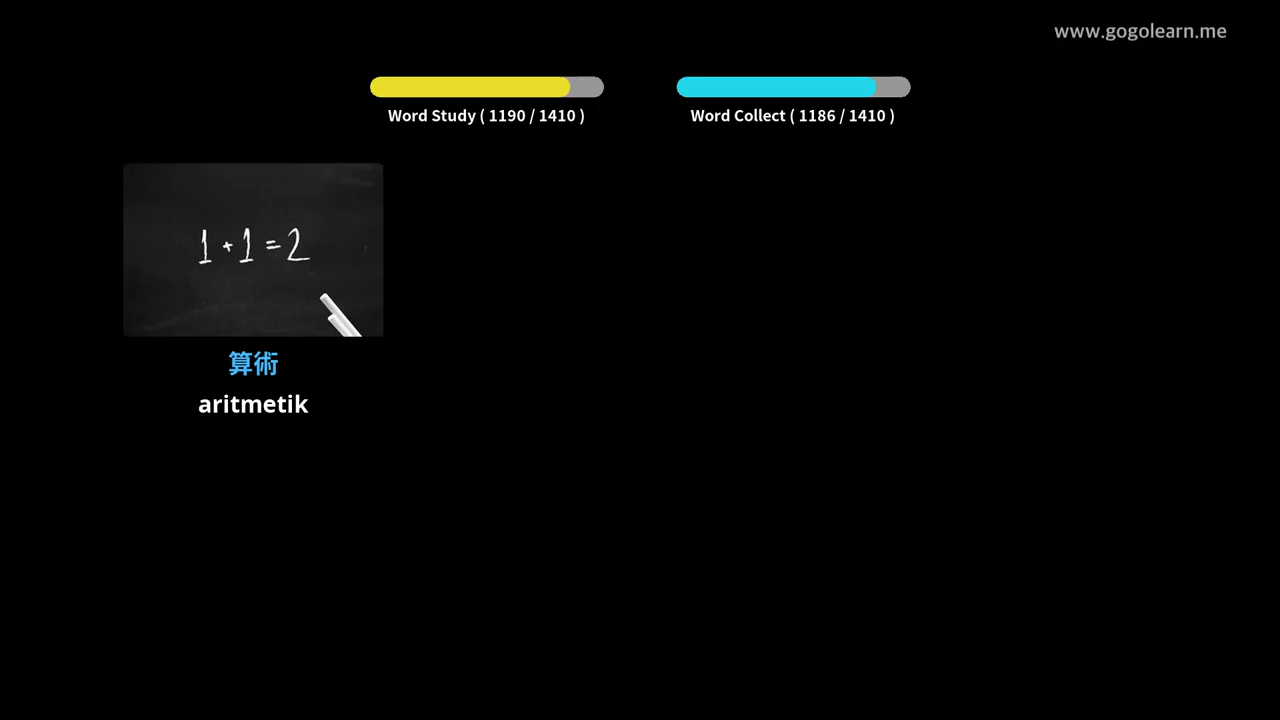 www.gogolearn.me
Word Study ( 1190 / 1410 )
Word Collect ( 1186 / 1410 )
1 + 1 = 2
算術
aritmetik